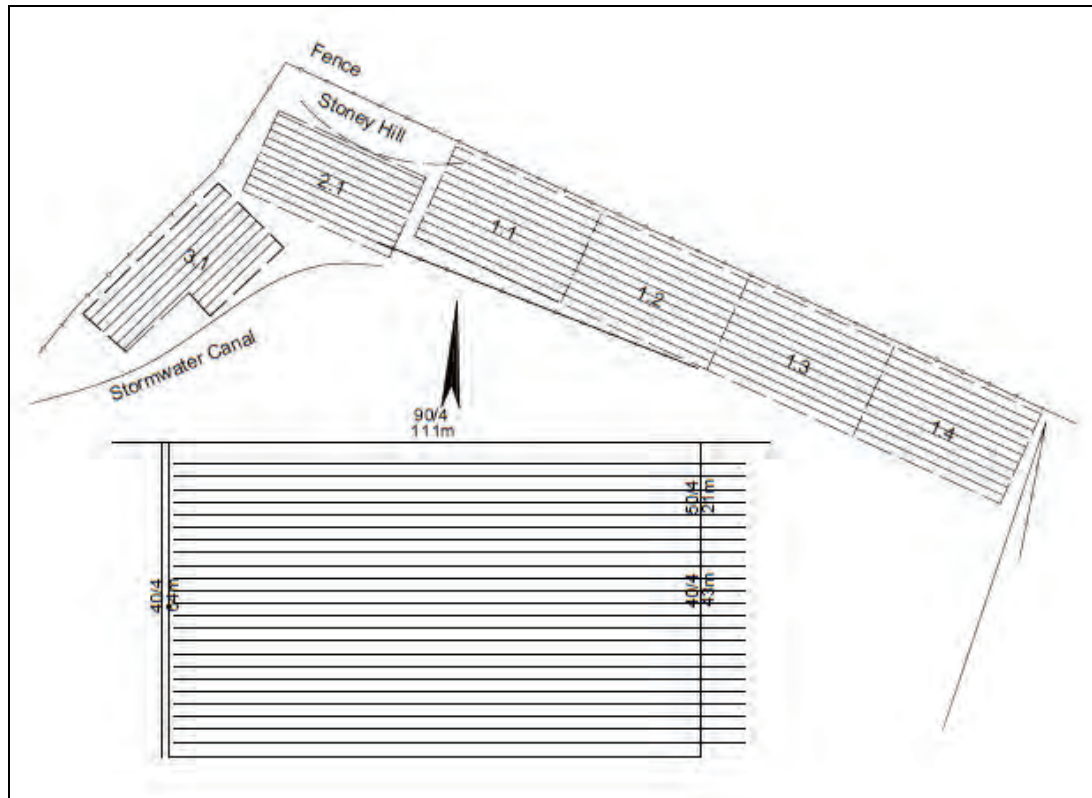 Fence
Stoney Hill
2.1
1.1
3.1
1.2
1.3
1.4
Stormwater Canal
90/4
111m
50/4
21m
40/4
64m
40/4
43m